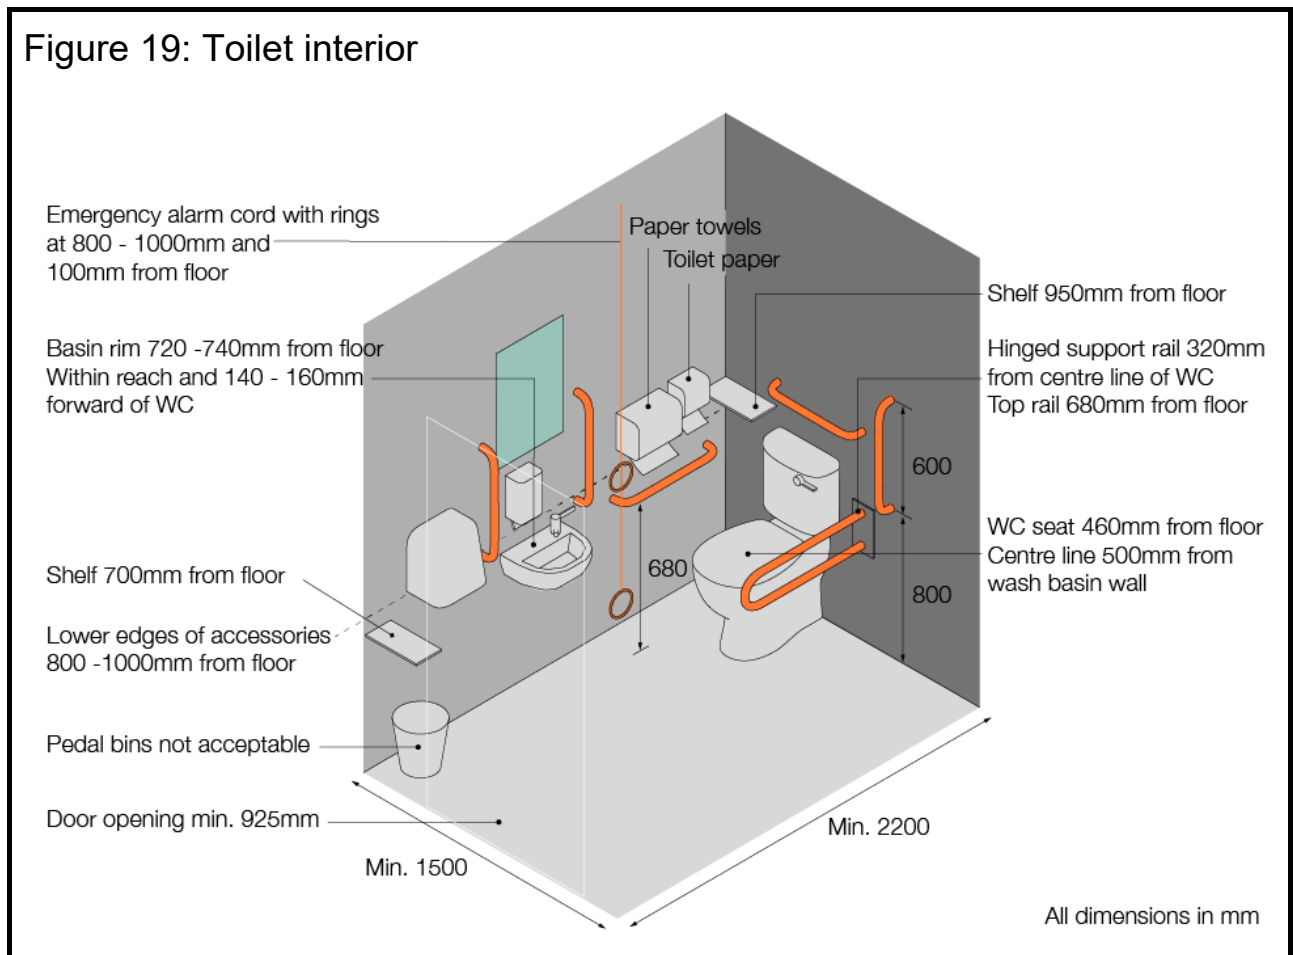 Figure 19: Toilet interior
Emergency alarm cord with rings
at 800 - 1000mm and
100mm from floor
Paper towels
Toilet paper
Shelf 950mm from floor
Basin rim 720 -740mm from floor
Within reach and 140 - 160mm
forward of WC
Hinged support rail 320mm
from centre line of WC
Top rail 680mm from floor
600
WC seat 460mm from floor
Centre line 500mm from
wash basin wall
680
800
Shelf 700mm from floor
Lower edges of accessories
800 -1000mm from floor
Pedal bins not acceptable
Door opening min. 925mm
Min. 1500
Min. 2200
All dimensions in mm